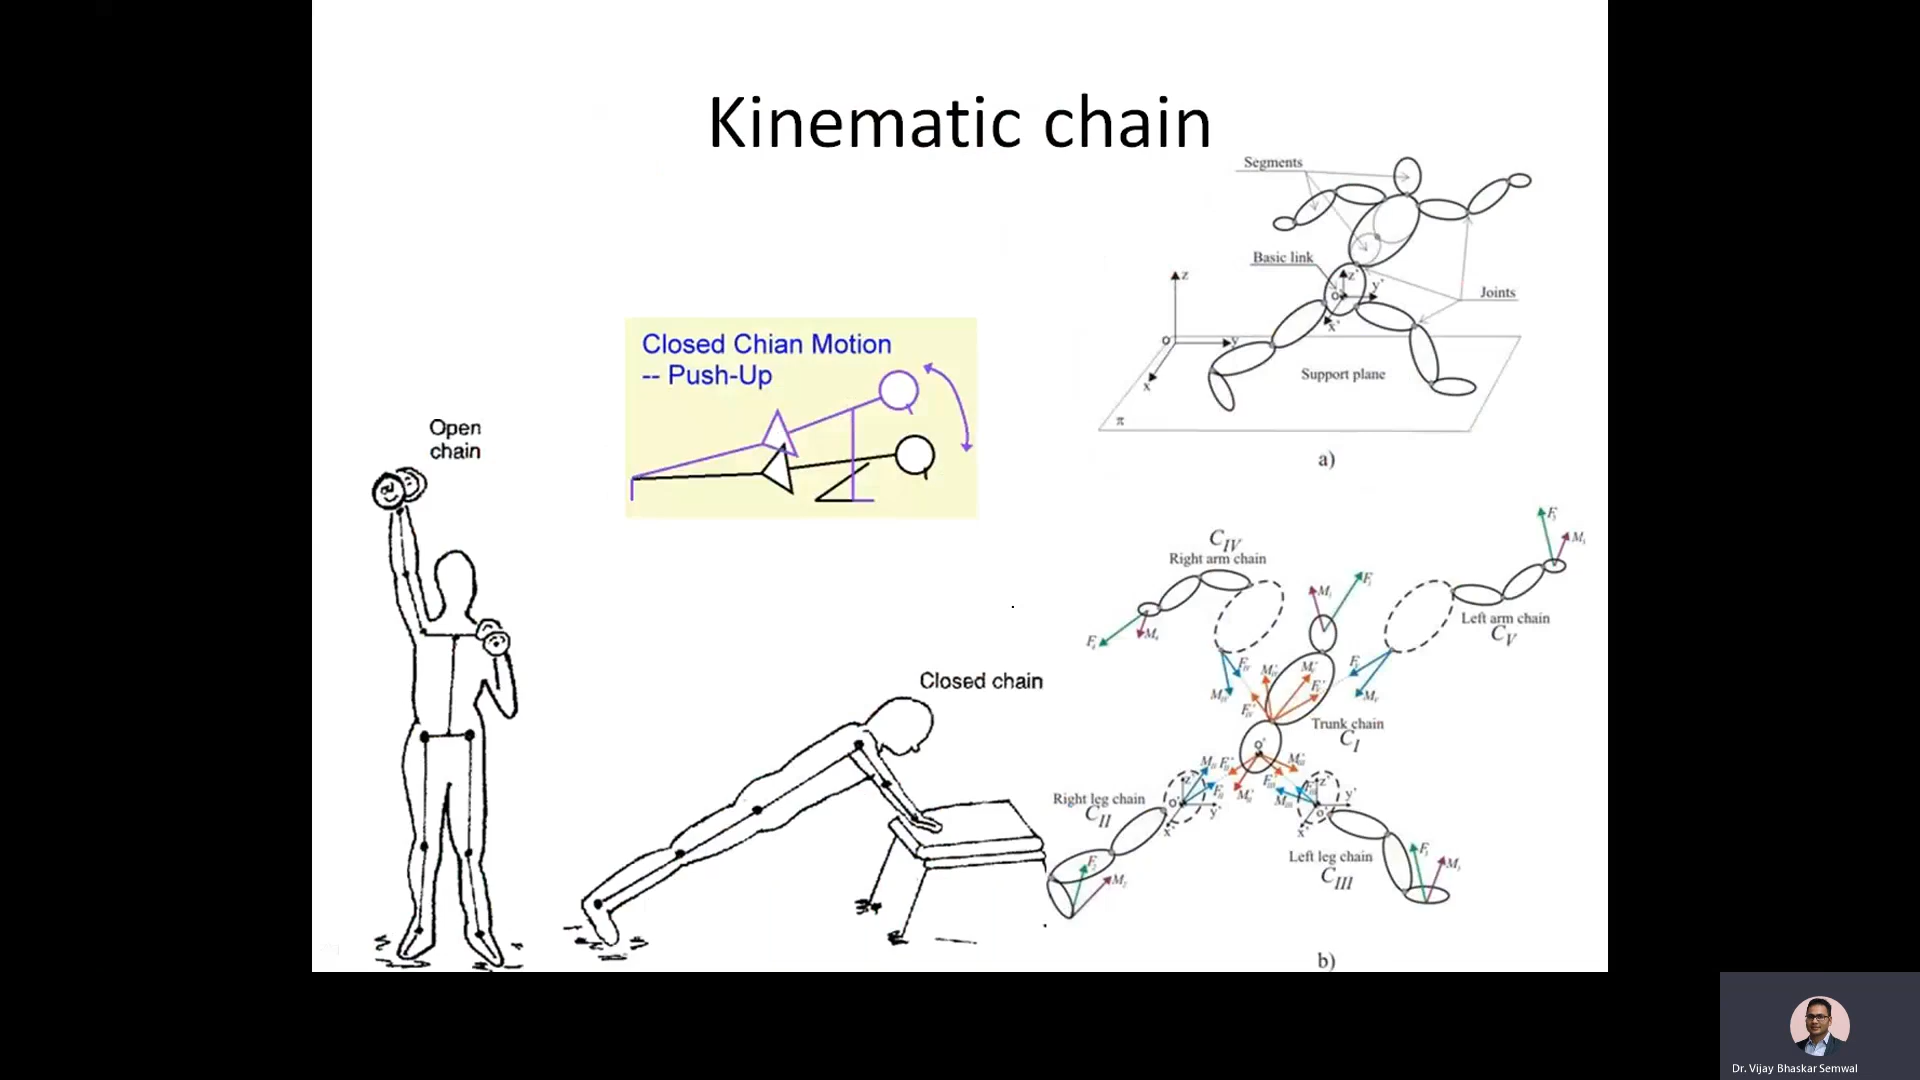 Kinematic chain
Segments
Basic link
z'
y'
o'
x'
Joints
z
o
y
x
Support plane
π
a)
Closed Chian Motion
-- Push-Up
Open
chain
Closed chain
C_IV
Right arm chain
Left arm chain
C_V
Trunk chain
C_I
Right leg chain
C_II
Left leg chain
C_III
b)
Dr. Vijay Bhaskar Semwal